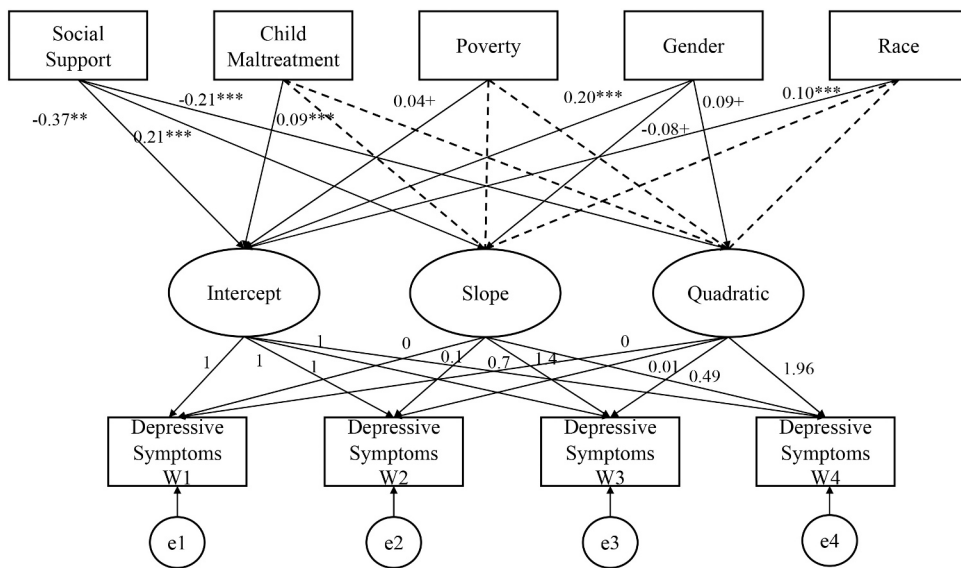 Social
Support
Child
Maltreatment
Poverty
Gender
Race
-0.37**
0.21***
-0.21***
0.09***
0.04+
0.20***
-0.08+
0.09+
0.10***
Intercept
Slope
Quadratic
1
1
1
1
0
0.1
0.7
1.4
0
0.01
0.49
1.96
Depressive
Symptoms
W1
Depressive
Symptoms
W2
Depressive
Symptoms
W3
Depressive
Symptoms
W4
e1
e2
e3
e4